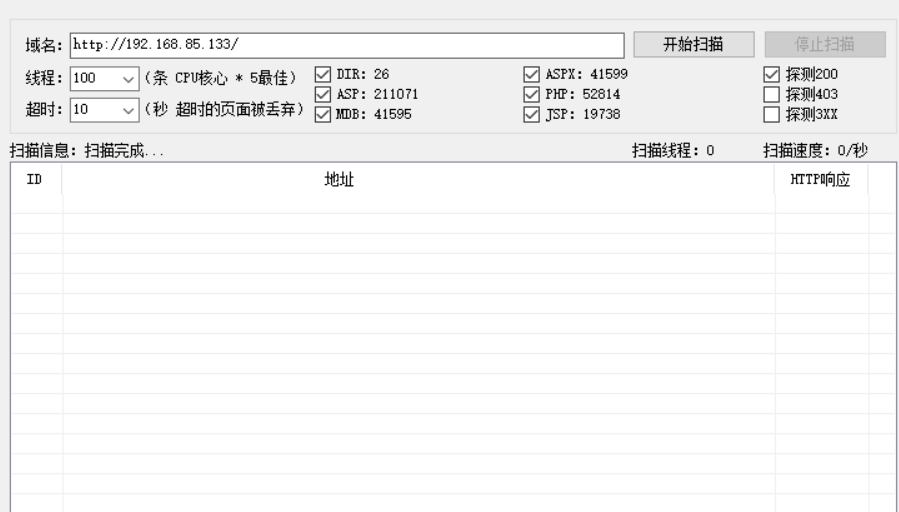 域名: http://192.168.85.133/ 开始扫描 停止扫描
线程: 100 (条 CPU核心 * 5最佳) DIR: 26 ASPX: 41599 探测200
ASP: 211071 PHP: 52814 探测403
超时: 10 (秒 超时的页面被丢弃) MDB: 41595 JSP: 19738 探测3XX
扫描信息: 扫描完成... 扫描线程: 0 扫描速度: 0/秒
ID 地址 HTTP响应